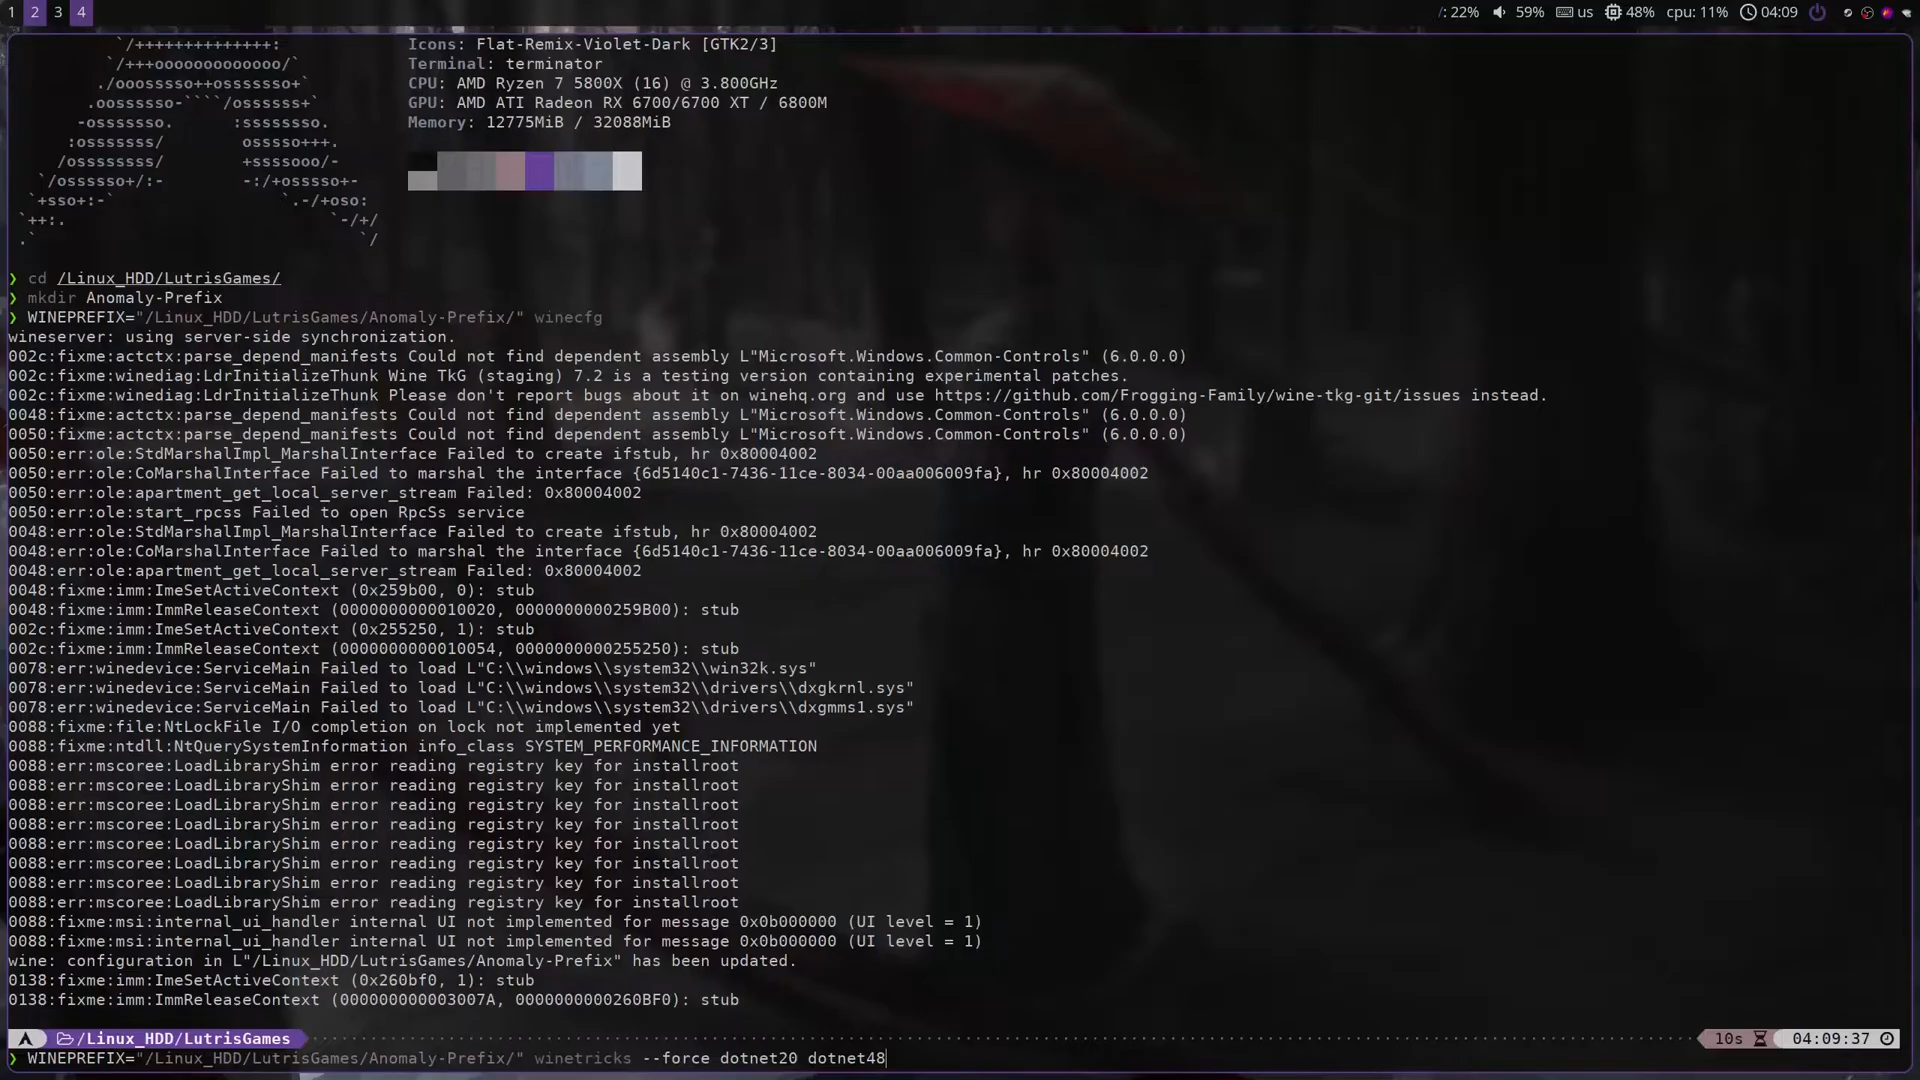 1 2 3 4
/: 22% 59% us 48% cpu: 11% 04:09
`/++++++++++++++:
Icons: Flat-Remix-Violet-Dark [GTK2/3]
`/+++ooooooooooooo/`
Terminal: terminator
./ooosssso++osssssso+`
CPU: AMD Ryzen 7 5800X (16) @ 3.800GHz
.oossssso-````/ossssss+`
GPU: AMD ATI Radeon RX 6700/6700 XT / 6800M
-osssssso. :ssssssso.
Memory: 12775MiB / 32088MiB
:osssssss/ osssso+++.
/ossssssss/ +ssssooo/-
`/ossssso+/:- -:/+osssso+-
`+sso+:-` `.-/+oso:
`++:. `-/+/
.` `/
❯ cd /Linux_HDD/LutrisGames/
❯ mkdir Anomaly-Prefix
❯ WINEPREFIX="/Linux_HDD/LutrisGames/Anomaly-Prefix/" winecfg
wineserver: using server-side synchronization.
002c:fixme:actctx:parse_depend_manifests Could not find dependent assembly L"Microsoft.Windows.Common-Controls" (6.0.0.0)
002c:fixme:winediag:LdrInitializeThunk Wine TkG (staging) 7.2 is a testing version containing experimental patches.
002c:fixme:winediag:LdrInitializeThunk Please don't report bugs about it on winehq.org and use https://github.com/Frogging-Family/wine-tkg-git/issues instead.
0048:fixme:actctx:parse_depend_manifests Could not find dependent assembly L"Microsoft.Windows.Common-Controls" (6.0.0.0)
0050:fixme:actctx:parse_depend_manifests Could not find dependent assembly L"Microsoft.Windows.Common-Controls" (6.0.0.0)
0050:err:ole:StdMarshalImpl_MarshalInterface Failed to create ifstub, hr 0x80004002
0050:err:ole:CoMarshalInterface Failed to marshal the interface {6d5140c1-7436-11ce-8034-00aa006009fa}, hr 0x80004002
0050:err:ole:apartment_get_local_server_stream Failed: 0x80004002
0050:err:ole:start_rpcss Failed to open RpcSs service
0048:err:ole:StdMarshalImpl_MarshalInterface Failed to create ifstub, hr 0x80004002
0048:err:ole:CoMarshalInterface Failed to marshal the interface {6d5140c1-7436-11ce-8034-00aa006009fa}, hr 0x80004002
0048:err:ole:apartment_get_local_server_stream Failed: 0x80004002
0048:fixme:imm:ImeSetActiveContext (0x259b00, 0): stub
0048:fixme:imm:ImmReleaseContext (0000000000010020, 0000000000259B00): stub
002c:fixme:imm:ImeSetActiveContext (0x255250, 1): stub
002c:fixme:imm:ImmReleaseContext (0000000000010054, 0000000000255250): stub
0078:err:winedevice:ServiceMain Failed to load L"C:\\windows\\system32\\win32k.sys"
0078:err:winedevice:ServiceMain Failed to load L"C:\\windows\\system32\\drivers\\dxgkrnl.sys"
0078:err:winedevice:ServiceMain Failed to load L"C:\\windows\\system32\\drivers\\dxgmms1.sys"
0088:fixme:file:NtLockFile I/O completion on lock not implemented yet
0088:fixme:ntdll:NtQuerySystemInformation info_class SYSTEM_PERFORMANCE_INFORMATION
0088:err:mscoree:LoadLibraryShim error reading registry key for installroot
0088:err:mscoree:LoadLibraryShim error reading registry key for installroot
0088:err:mscoree:LoadLibraryShim error reading registry key for installroot
0088:err:mscoree:LoadLibraryShim error reading registry key for installroot
0088:err:mscoree:LoadLibraryShim error reading registry key for installroot
0088:err:mscoree:LoadLibraryShim error reading registry key for installroot
0088:err:mscoree:LoadLibraryShim error reading registry key for installroot
0088:err:mscoree:LoadLibraryShim error reading registry key for installroot
0088:fixme:msi:internal_ui_handler internal UI not implemented for message 0x0b000000 (UI level = 1)
0088:fixme:msi:internal_ui_handler internal UI not implemented for message 0x0b000000 (UI level = 1)
wine: configuration in L"/Linux_HDD/LutrisGames/Anomaly-Prefix" has been updated.
0138:fixme:imm:ImeSetActiveContext (0x260bf0, 1): stub
0138:fixme:imm:ImmReleaseContext (000000000003007A, 0000000000260BF0): stub
/Linux_HDD/LutrisGames 10s 04:09:37
❯ WINEPREFIX="/Linux_HDD/LutrisGames/Anomaly-Prefix/" winetricks --force dotnet20 dotnet48